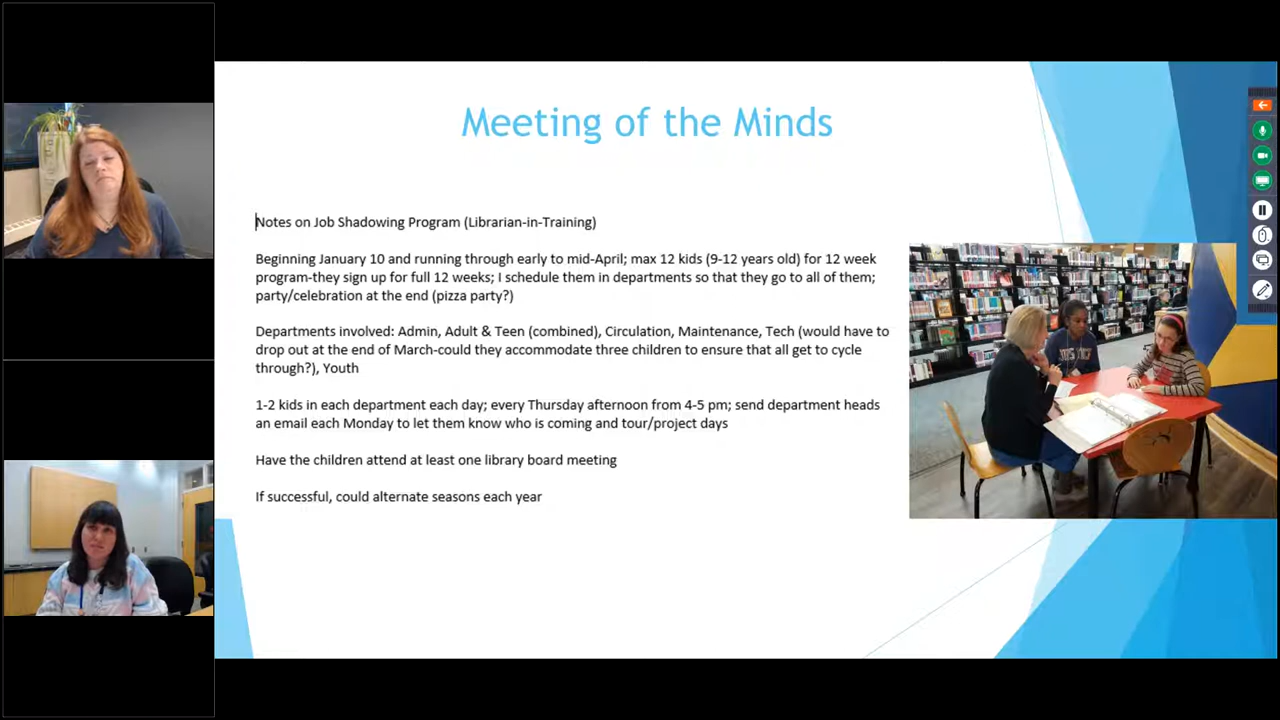 Meeting of the Minds
Notes on Job Shadowing Program (Librarian-in-Training)
Beginning January 10 and running through early to mid-April; max 12 kids (9-12 years old) for 12 week
program-they sign up for full 12 weeks; I schedule them in departments so that they go to all of them;
party/celebration at the end (pizza party?)
Departments involved: Admin, Adult & Teen (combined), Circulation, Maintenance, Tech (would have to
drop out at the end of March-could they accommodate three children to ensure that all get to cycle
through?), Youth
1-2 kids in each department each day; every Thursday afternoon from 4-5 pm; send department heads
an email each Monday to let them know who is coming and tour/project days
Have the children attend at least one library board meeting
If successful, could alternate seasons each year